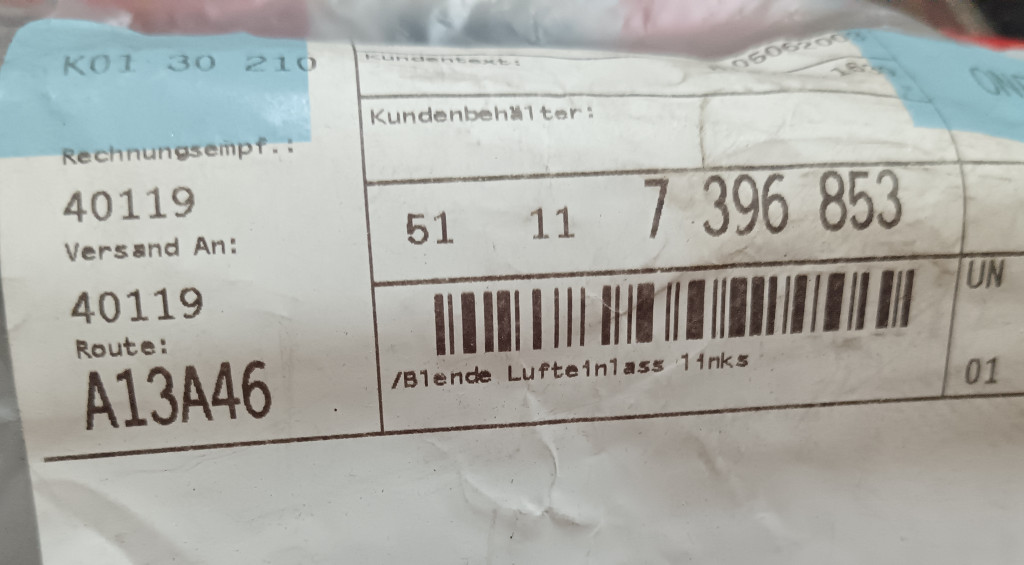 K01 30 210
Rechnungsempf.:
40119
Versand An:
40119
Route:
A13A46
Kundentext:
Kundenbehälter:
51 11 7 396 853
/Blende Lufteinlass links
UN
01